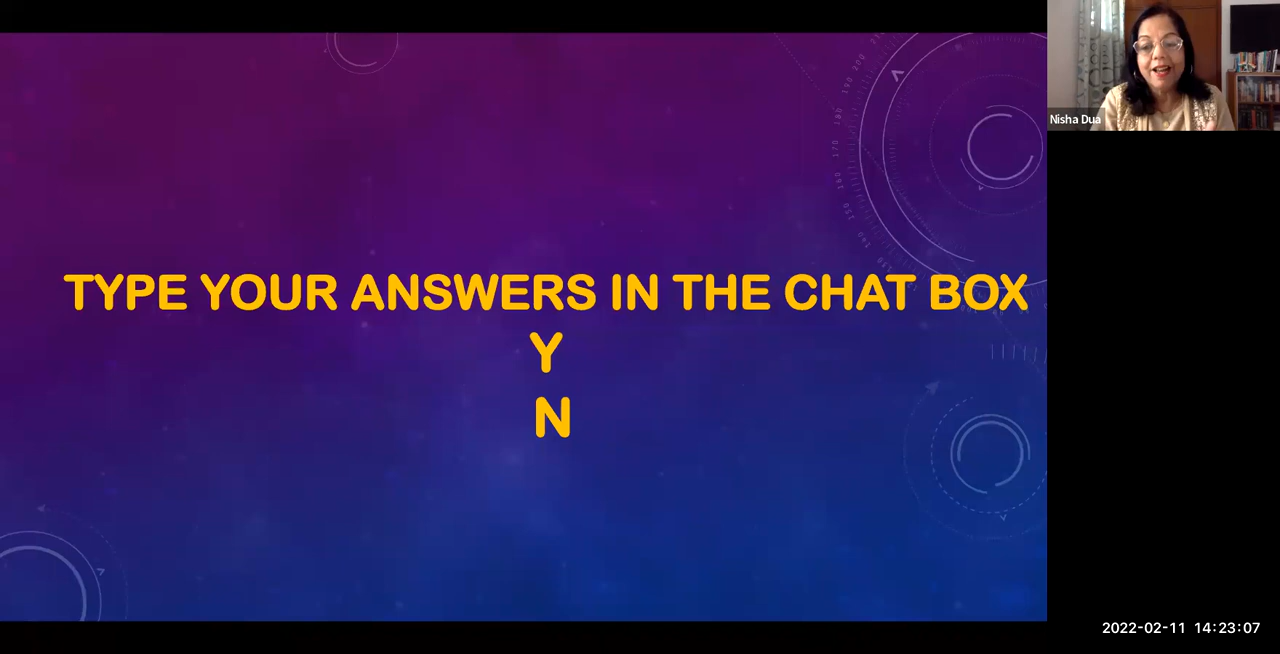 TYPE YOUR ANSWERS IN THE CHAT BOX
Y
N
Nisha Dua
2022-02-11 14:23:07